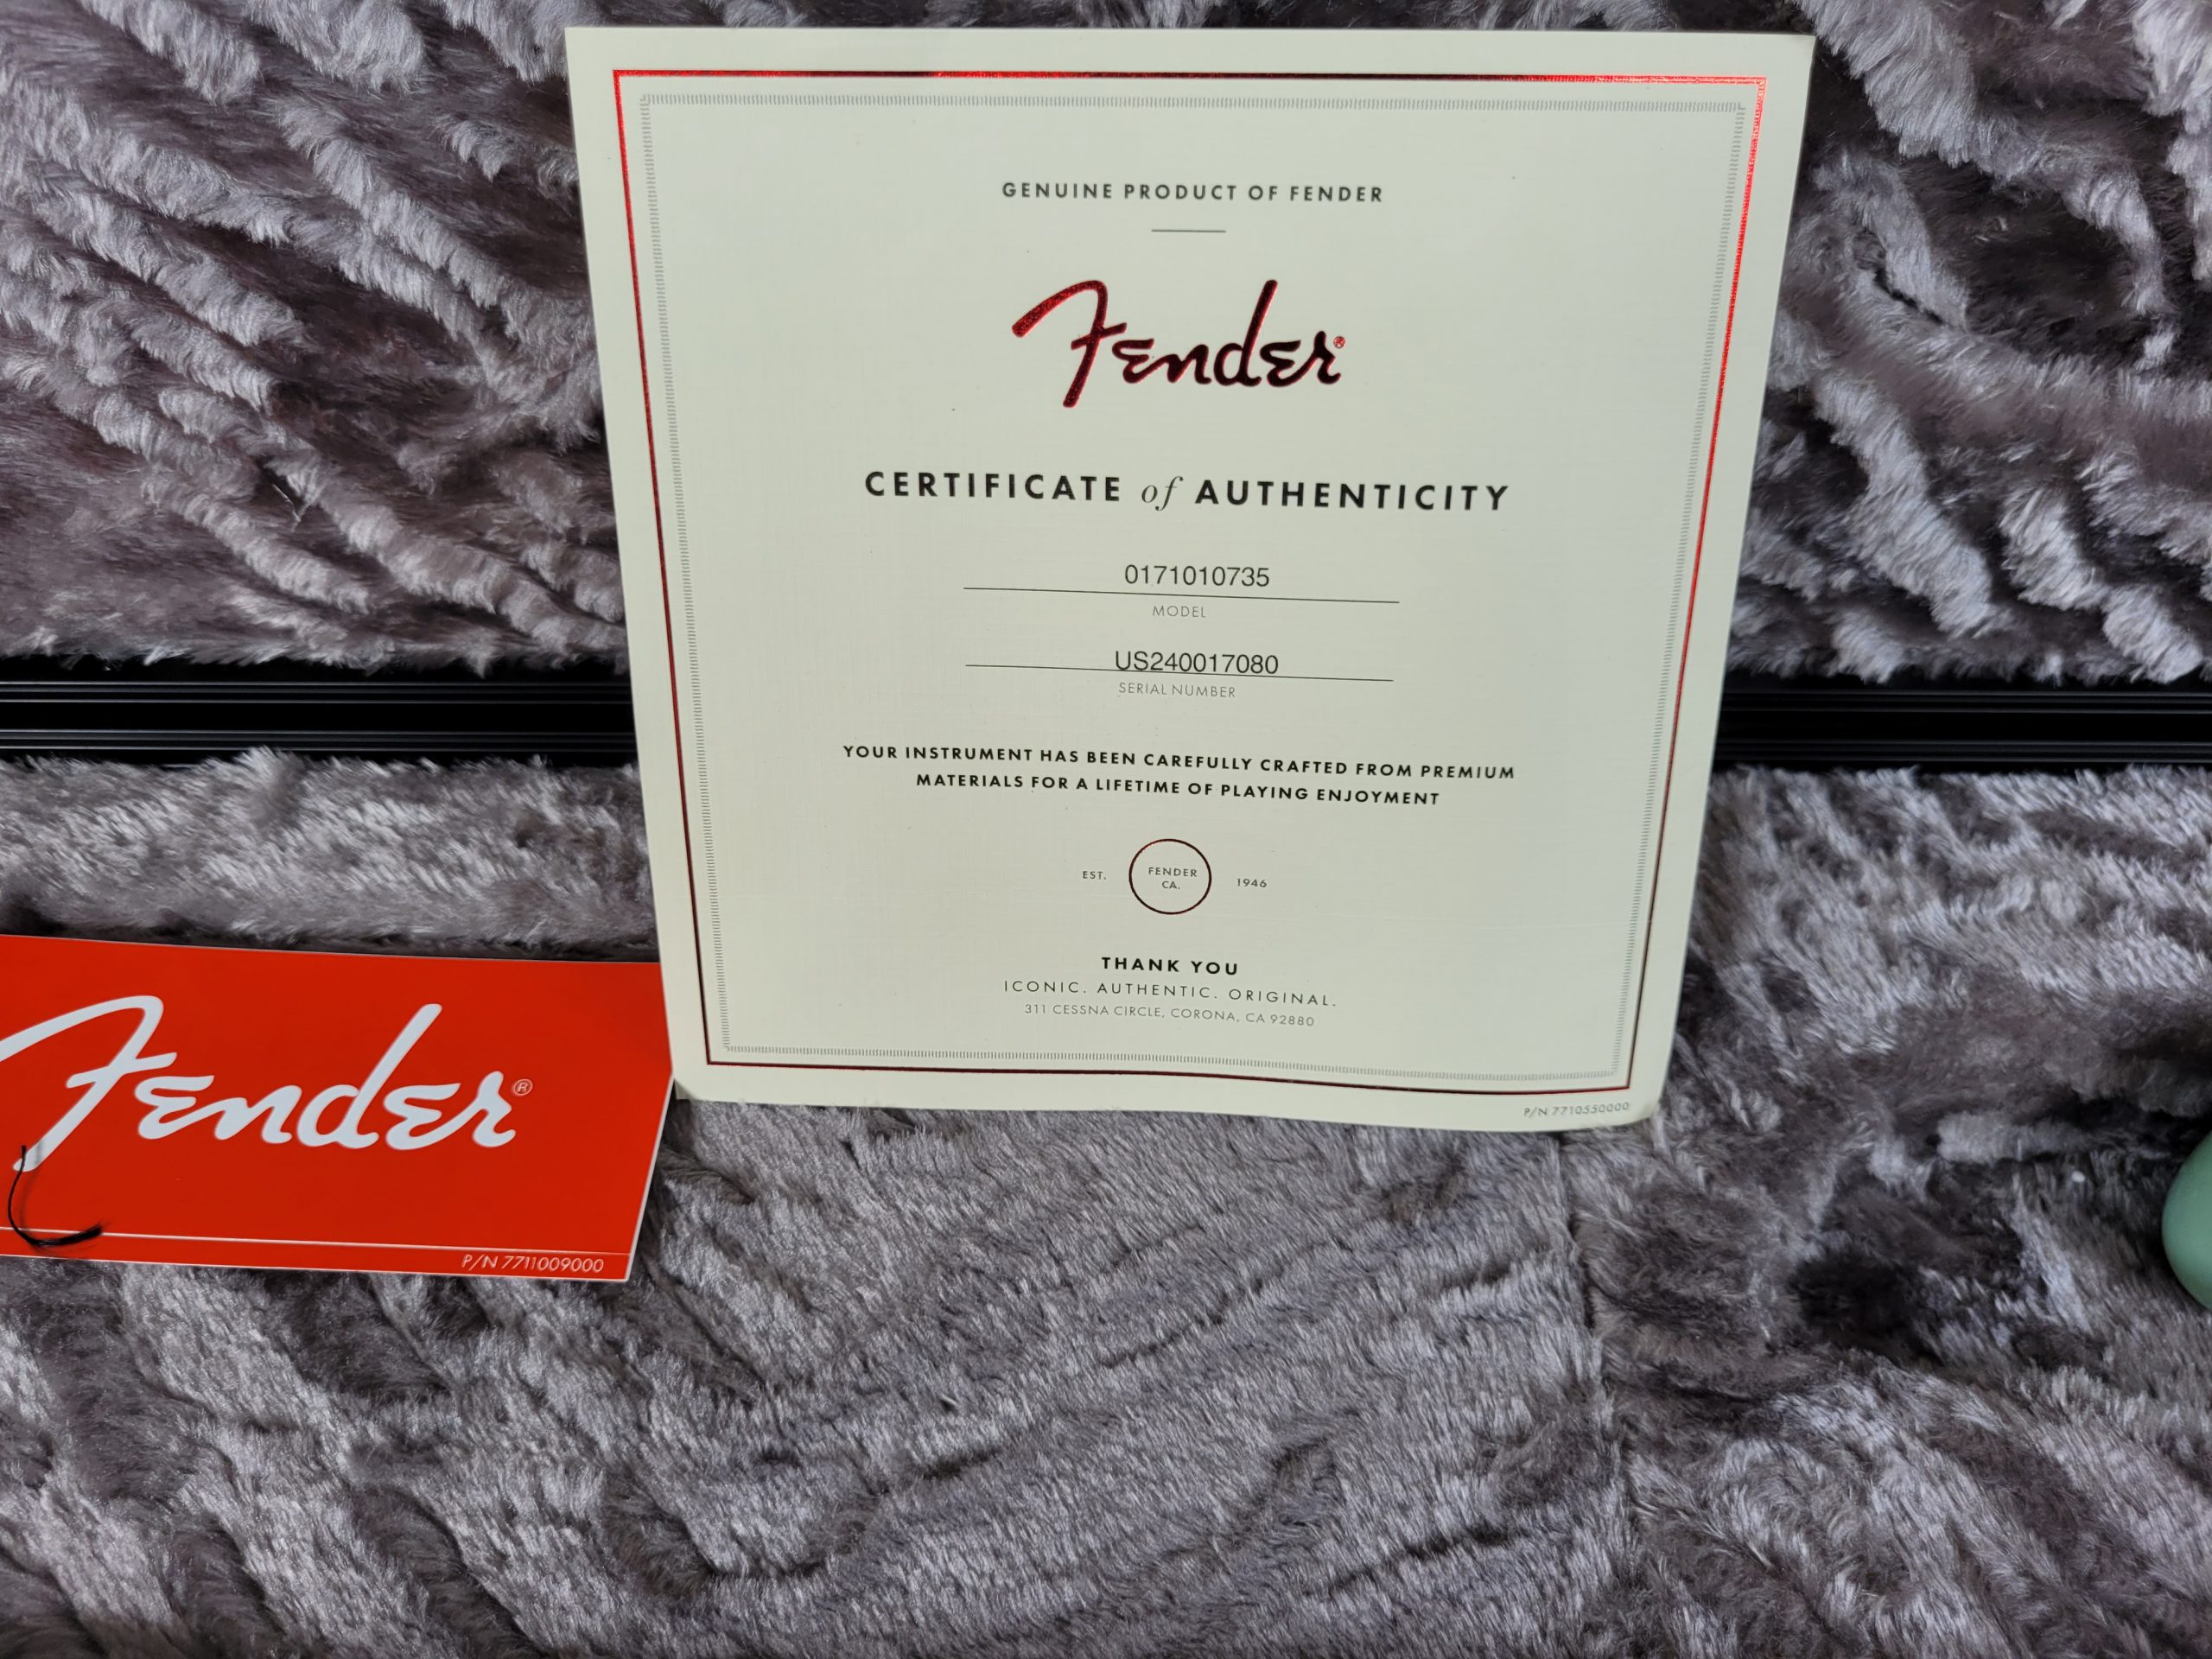 GENUINE PRODUCT OF FENDER
Fender®
CERTIFICATE of AUTHENTICITY
0171010735
MODEL
US240017080
SERIAL NUMBER
YOUR INSTRUMENT HAS BEEN CAREFULLY CRAFTED FROM PREMIUM
MATERIALS FOR A LIFETIME OF PLAYING ENJOYMENT
EST. FENDER CA. 1946
THANK YOU
ICONIC. AUTHENTIC. ORIGINAL.
311 CESSNA CIRCLE, CORONA, CA 92880
P/N 7710550000
Fender®
P/N 7711009000